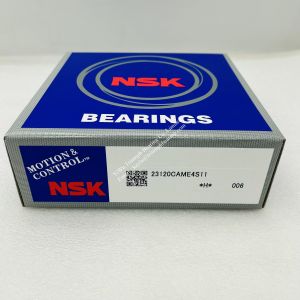 NSK
BEARINGS
MOTION &
CONTROL™
NSK
23120CAME4S11
*H* 006